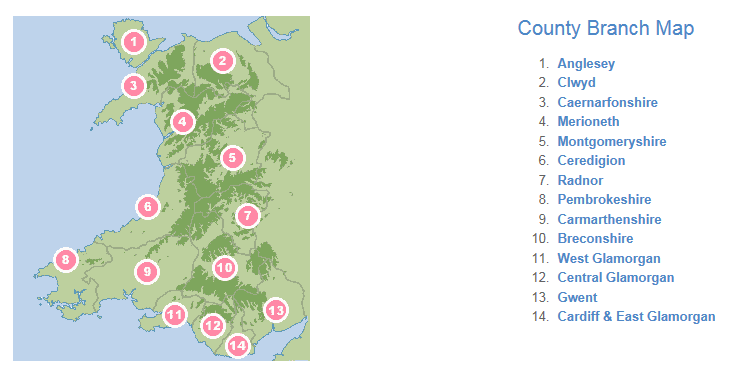 County Branch Map
1. Anglesey
2. Clwyd
3. Caernarfonshire
4. Merioneth
5. Montgomeryshire
6. Ceredigion
7. Radnor
8. Pembrokeshire
9. Carmarthenshire
10. Breconshire
11. West Glamorgan
12. Central Glamorgan
13. Gwent
14. Cardiff & East Glamorgan
1
2
3
4
5
6
7
8
9
10
11
12
13
14